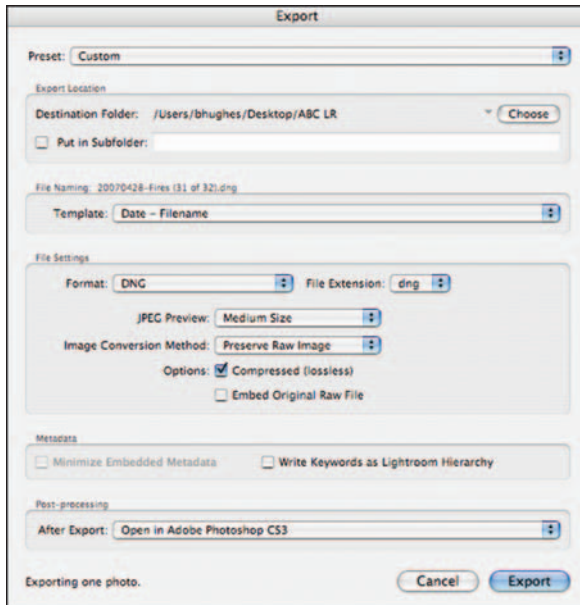 Export
Preset: Custom
Export Location
Destination Folder: /Users/bhughes/Desktop/ABC LR Choose
Put in Subfolder:
File Naming: 20070428-Fires (31 of 32).dng
Template: Date - Filename
File Settings
Format: DNG File Extension: dng
JPEG Preview: Medium Size
Image Conversion Method: Preserve Raw Image
Options: Compressed (lossless)
Embed Original Raw File
Metadata
Minimize Embedded Metadata Write Keywords as Lightroom Hierarchy
Post-processing
After Export: Open in Adobe Photoshop CS3
Exporting one photo. Cancel Export